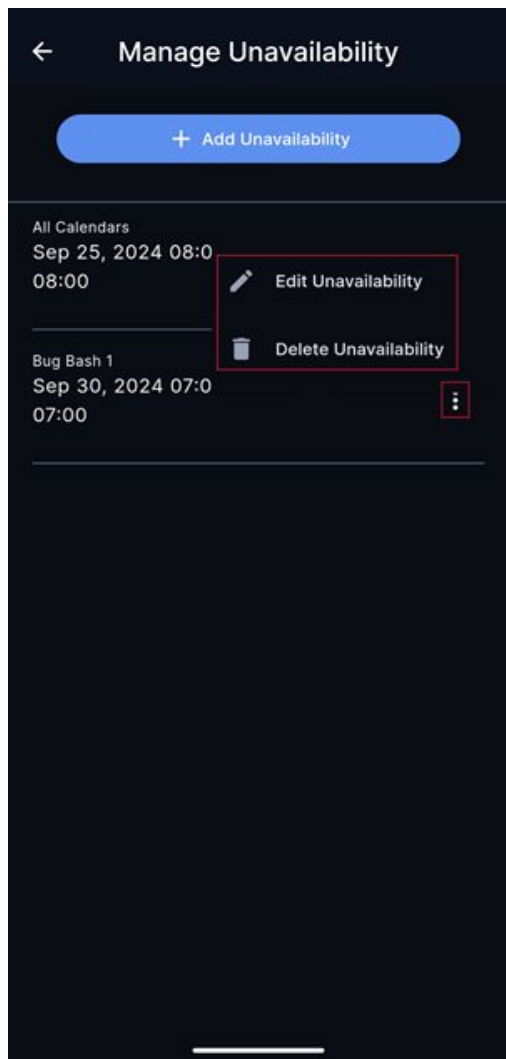 Manage Unavailability
+ Add Unavailability
All Calendars
Sep 25, 2024 08:0
08:00
Edit Unavailability
Delete Unavailability
Bug Bash 1
Sep 30, 2024 07:0
07:00